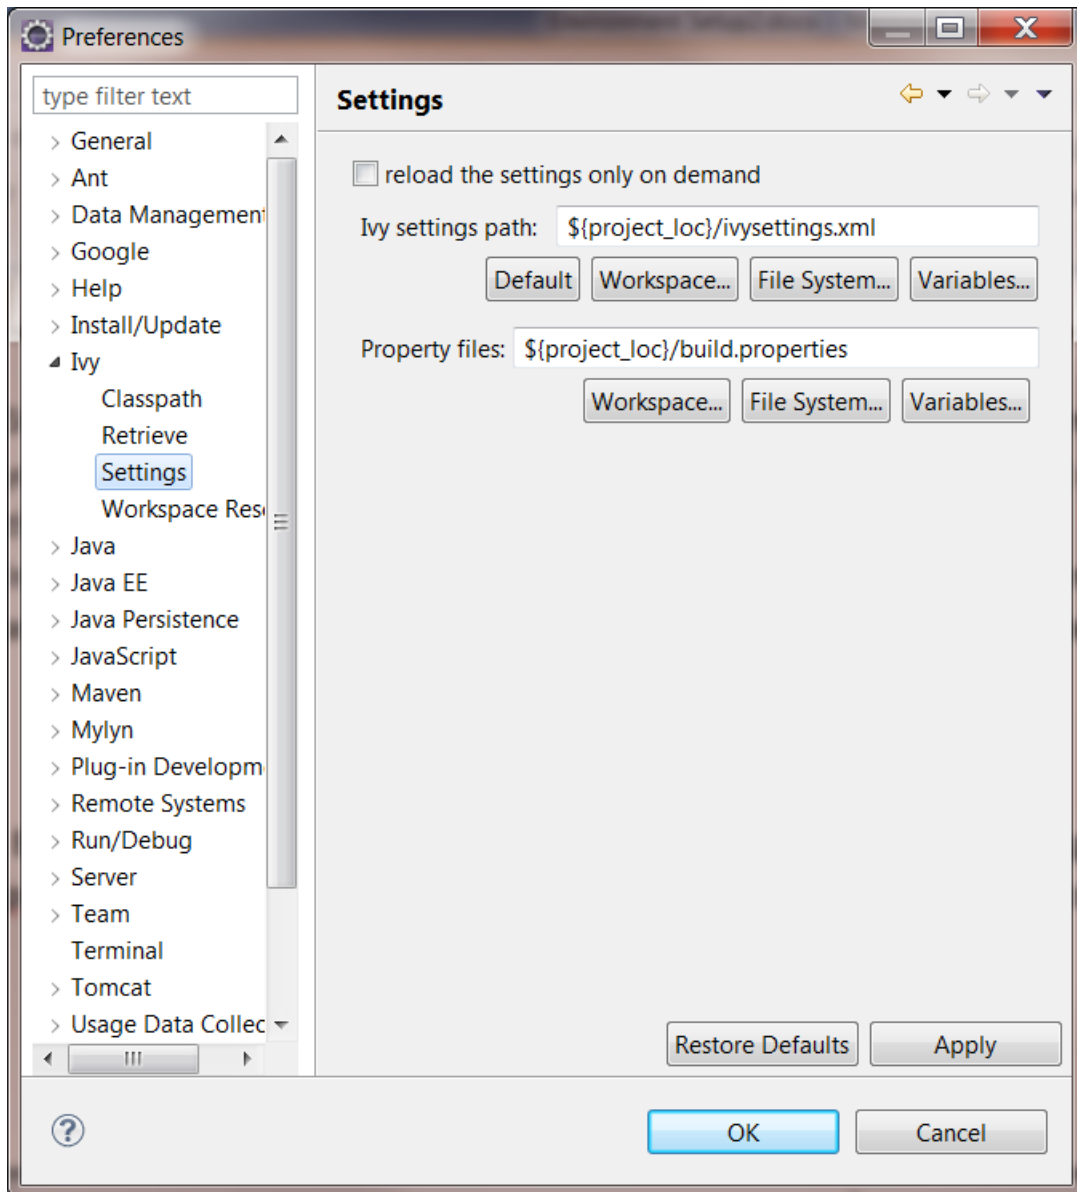 Preferences
type filter text
General
Ant
Data Management
Google
Help
Install/Update
Ivy
Classpath
Retrieve
Settings
Workspace Reso
Java
Java EE
Java Persistence
JavaScript
Maven
Mylyn
Plug-in Developm
Remote Systems
Run/Debug
Server
Team
Terminal
Tomcat
Usage Data Collec
Settings
reload the settings only on demand
Ivy settings path: ${project_loc}/ivysettings.xml
Default Workspace... File System... Variables...
Property files: ${project_loc}/build.properties
Workspace... File System... Variables...
Restore Defaults Apply
OK Cancel